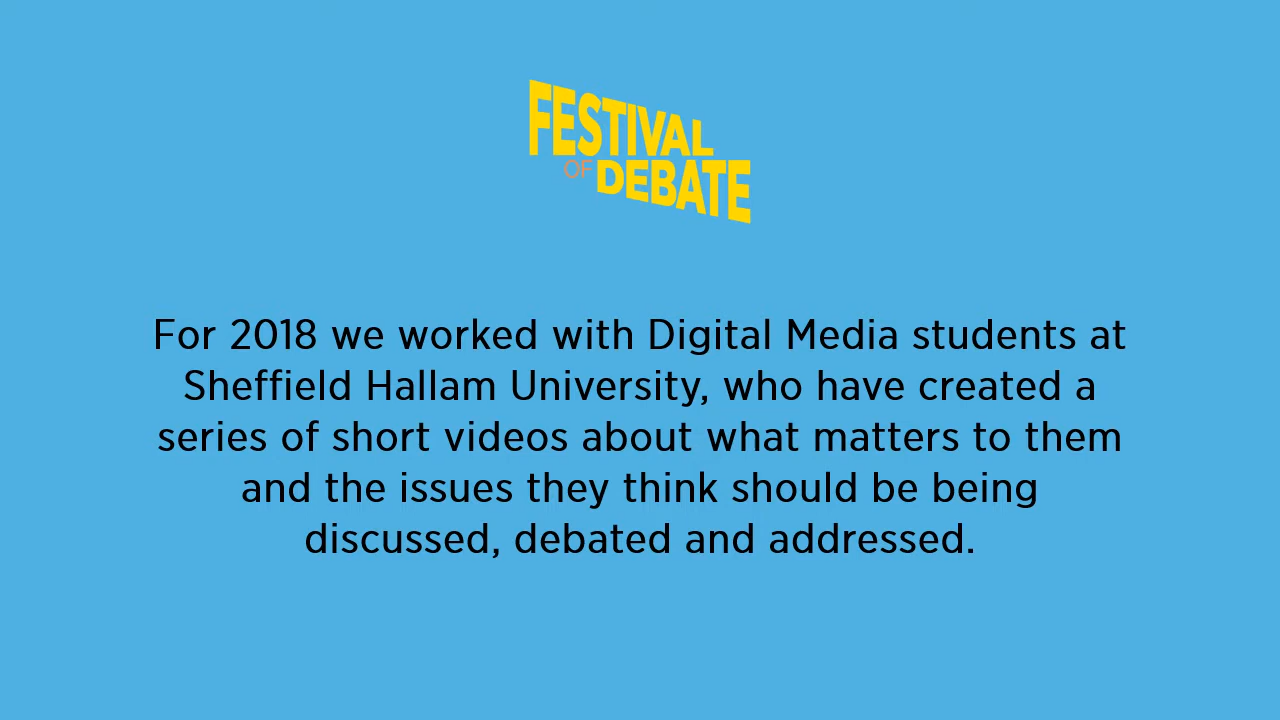 FESTIVAL
OF DEBATE
For 2018 we worked with Digital Media students at
Sheffield Hallam University, who have created a
series of short videos about what matters to them
and the issues they think should be being
discussed, debated and addressed.